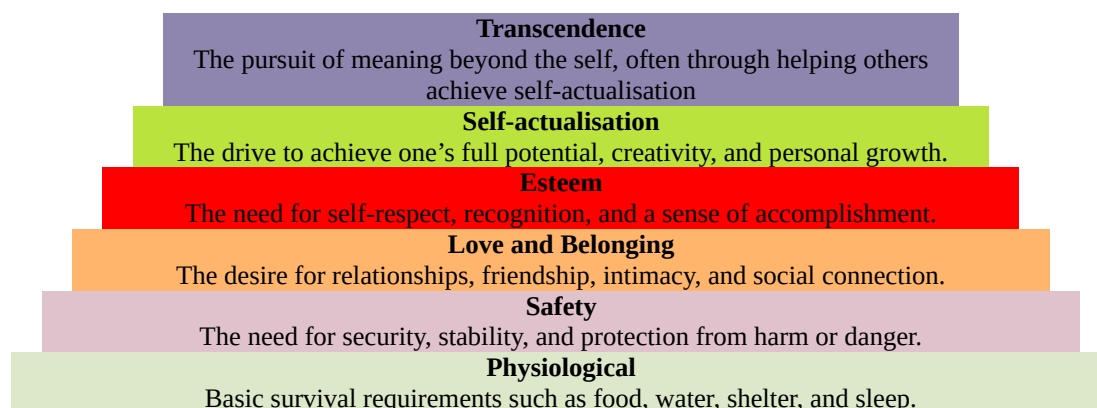 Transcendence
The pursuit of meaning beyond the self, often through helping others
achieve self-actualisation
Self-actualisation
The drive to achieve one’s full potential, creativity, and personal growth.
Esteem
The need for self-respect, recognition, and a sense of accomplishment.
Love and Belonging
The desire for relationships, friendship, intimacy, and social connection.
Safety
The need for security, stability, and protection from harm or danger.
Physiological
Basic survival requirements such as food, water, shelter, and sleep.